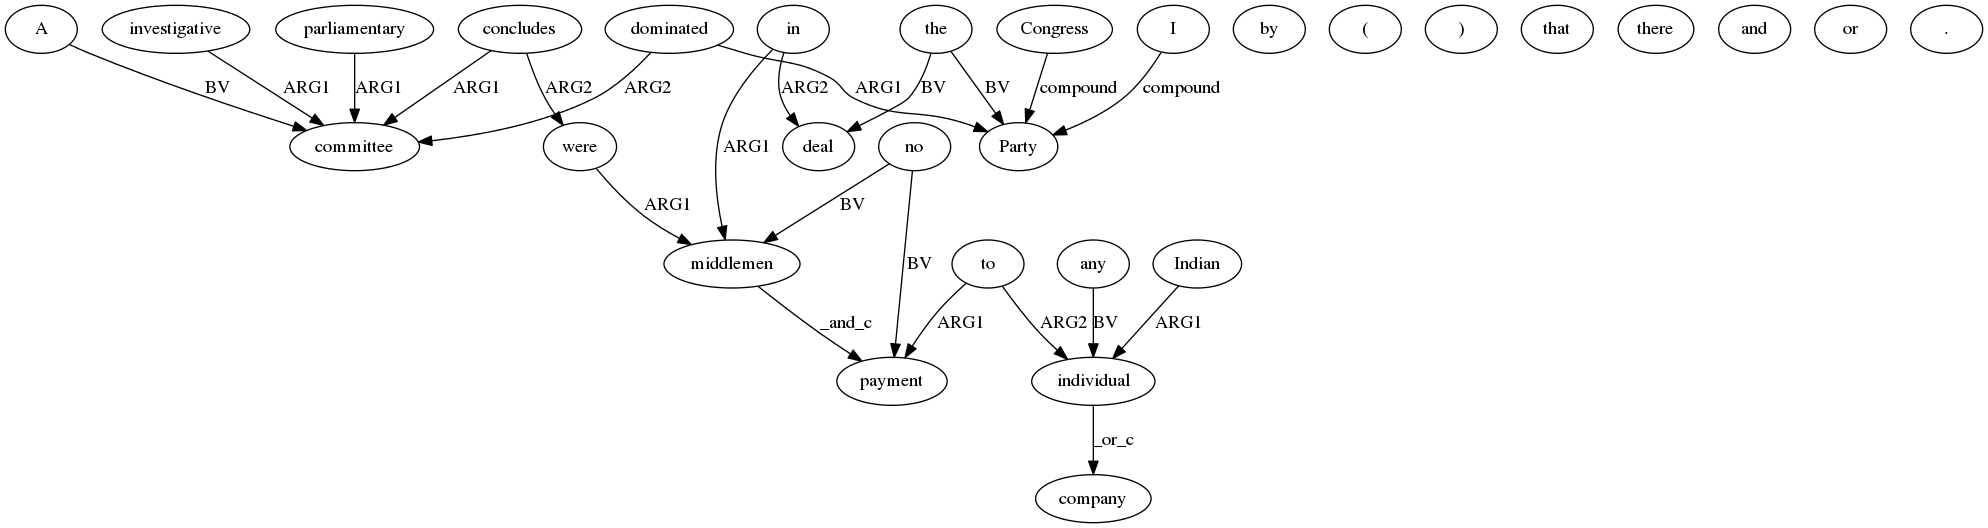 A investigative parliamentary concludes dominated in the Congress I by ( ) that there and or .
BV ARG1 ARG1 ARG1 ARG2 ARG2 ARG2 ARG1 BV BV compound compound
committee were deal no Party
ARG1 ARG1 BV
middlemen to any Indian
BV
_and_c ARG1 ARG2 BV ARG1
payment individual
_or_c
company